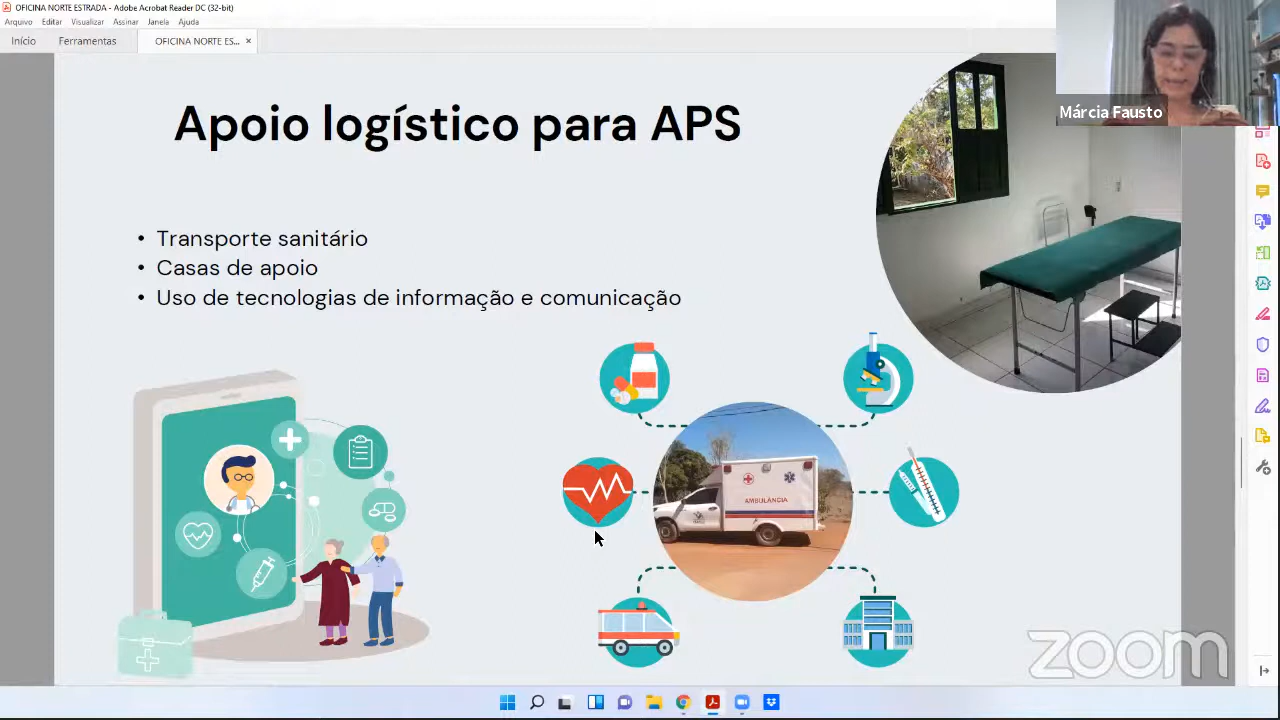 OFICINA NORTE ESTRADA - Adobe Acrobat Reader DC (32-bit)
Arquivo Editar Visualizar Assinar Janela Ajuda
Início Ferramentas OFICINA NORTE ES... ×
Márcia Fausto
Apoio logístico para APS
• Transporte sanitário
• Casas de apoio
• Uso de tecnologias de informação e comunicação
AMBULÂNCIA
zoom